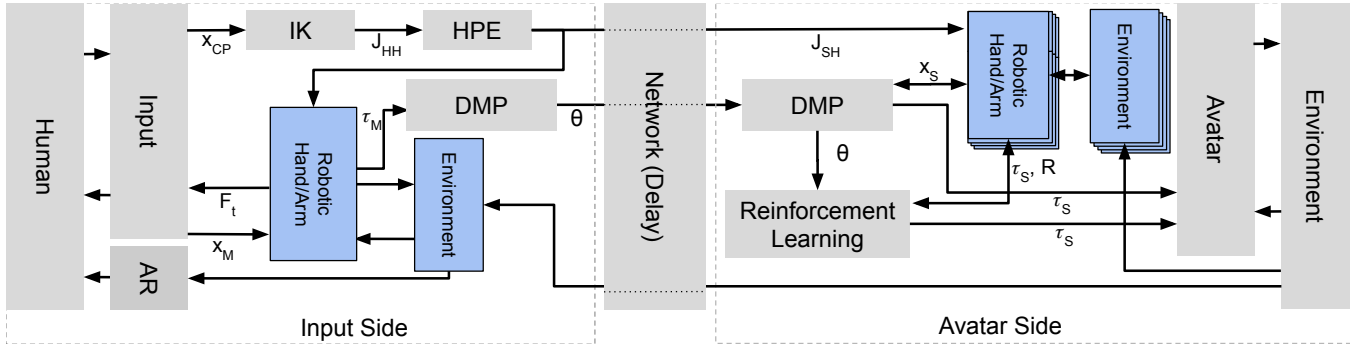 Human
Input
AR
x_CP
IK
J_HH
HPE
τ_M
DMP
θ
Robotic
Hand/Arm
Environment
F_t
x_M
Input Side
Network (Delay)
J_SH
x_S
DMP
θ
Reinforcement
Learning
Robotic
Hand/Arm
Environment
τ_S, R
τ_S
τ_S
Avatar
Environment
Avatar Side